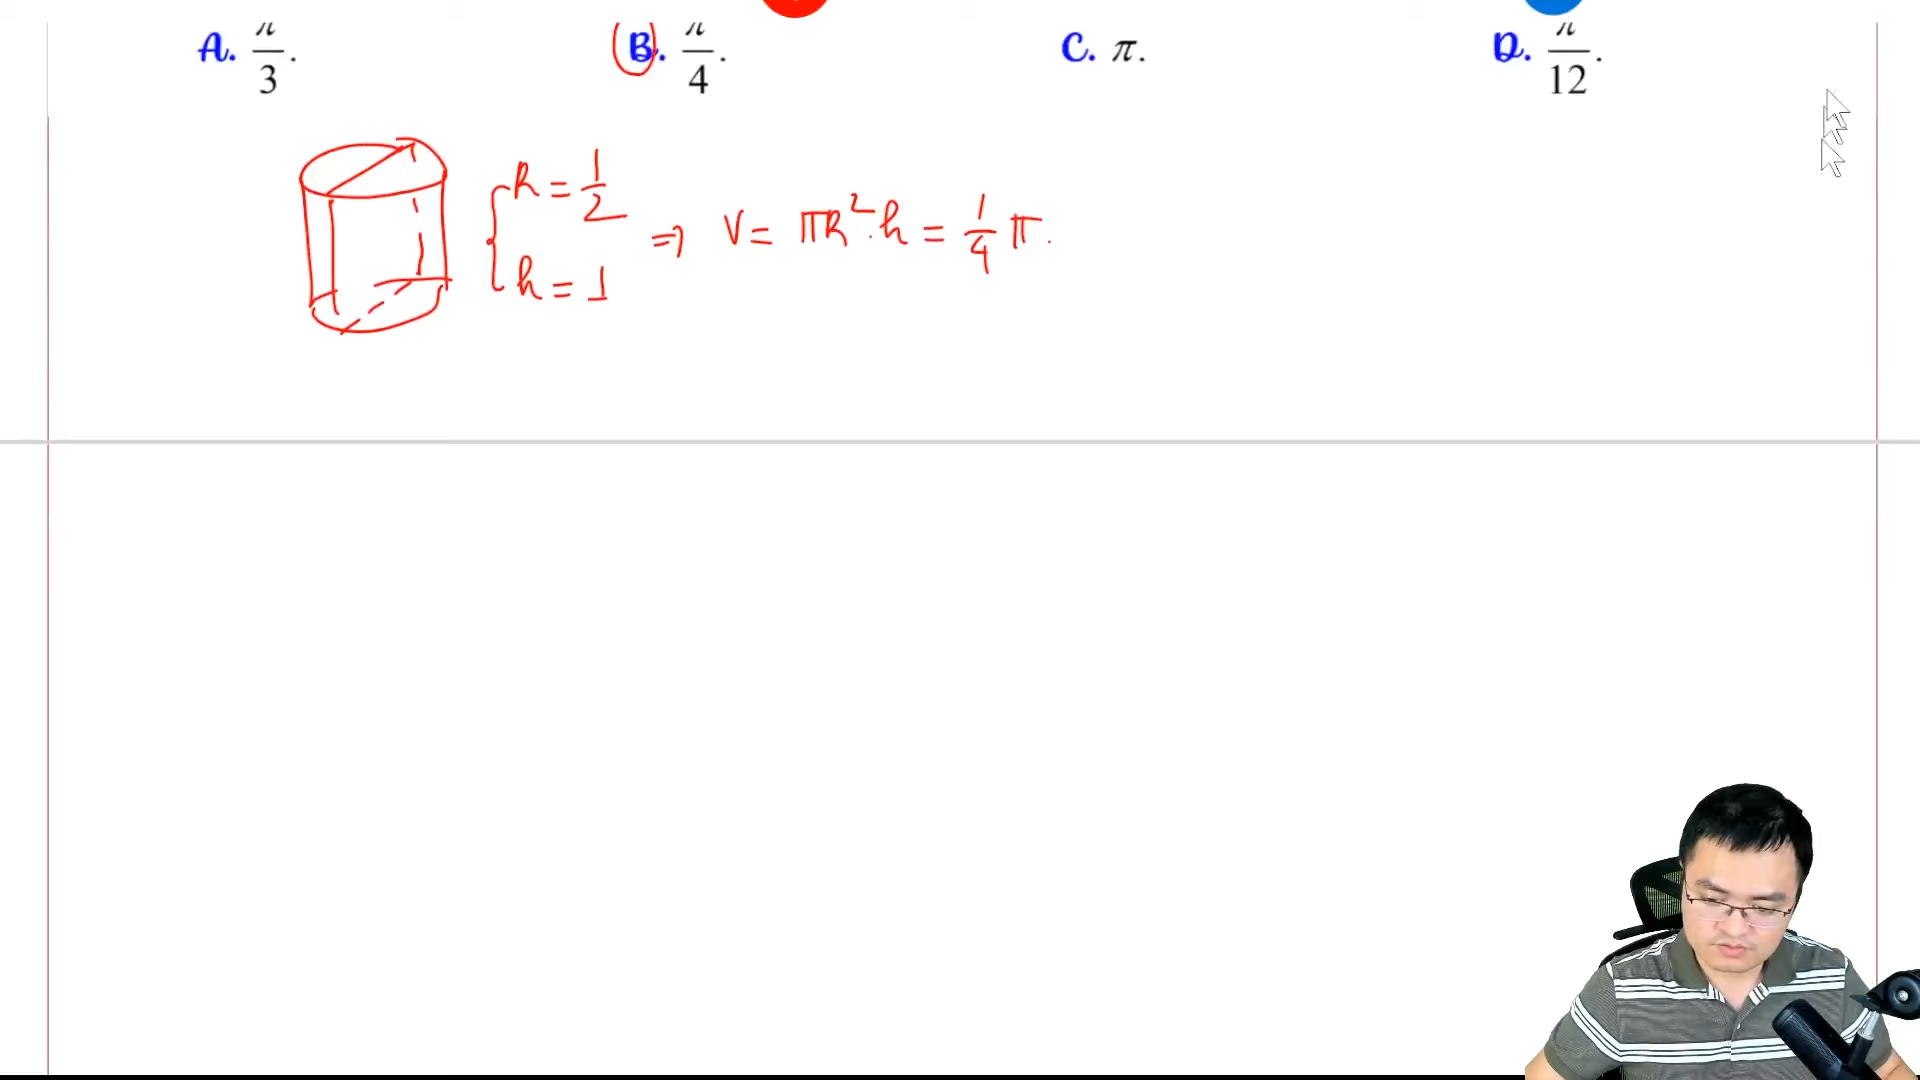 A. π/3. B. π/4. C. π. D. π/12.
R = 1/2
h = 1
⇒ V = πR².h = 1/4 π.